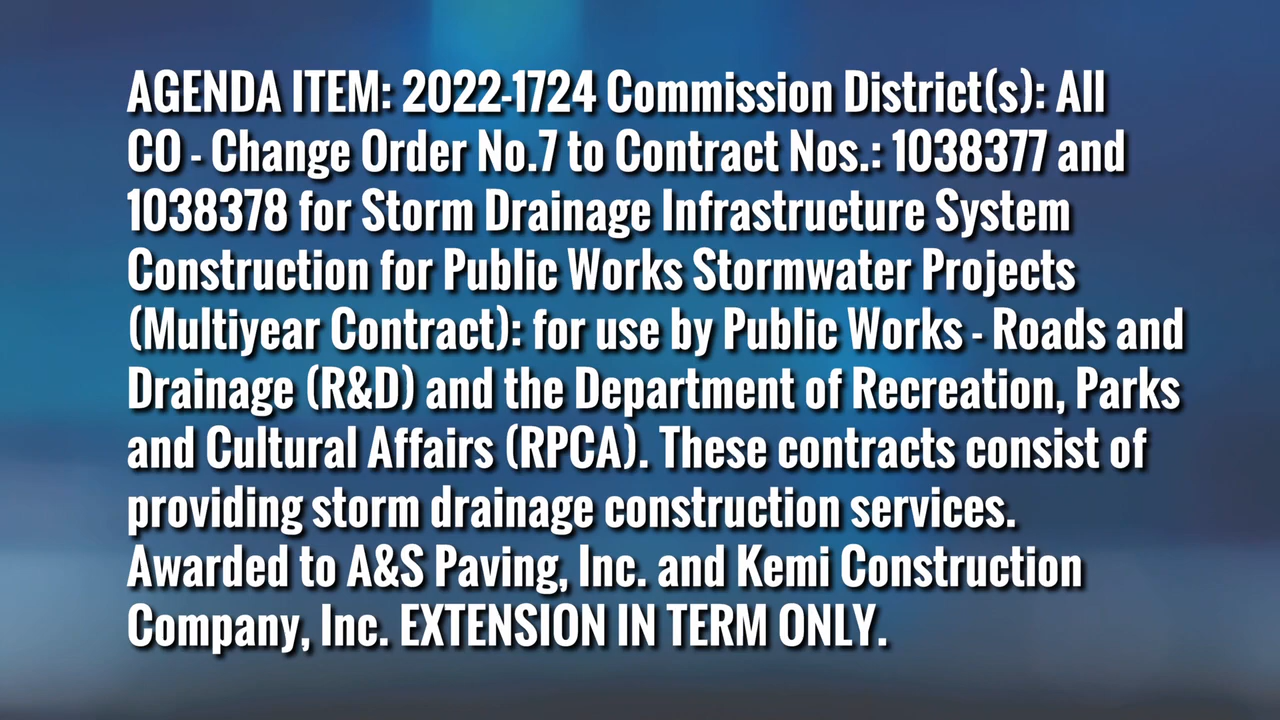 AGENDA ITEM: 2022-1724 Commission District(s): All
CO - Change Order No.7 to Contract Nos.: 1038377 and
1038378 for Storm Drainage Infrastructure System
Construction for Public Works Stormwater Projects
(Multiyear Contract): for use by Public Works - Roads and
Drainage (R&D) and the Department of Recreation, Parks
and Cultural Affairs (RPCA). These contracts consist of
providing storm drainage construction services.
Awarded to A&S Paving, Inc. and Kemi Construction
Company, Inc. EXTENSION IN TERM ONLY.